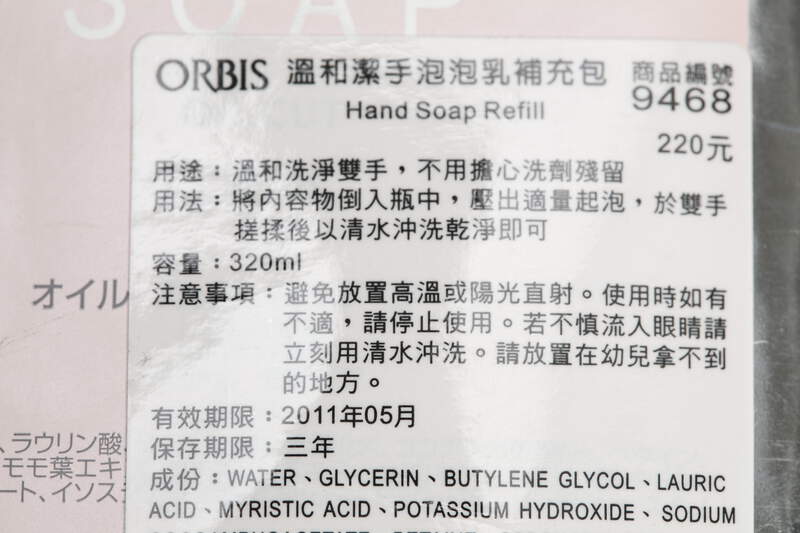 SOAP
ORBIS 溫和潔手泡泡乳補充包 商品編號
Hand Soap Refill 9468
220元
用途：溫和洗淨雙手，不用擔心洗劑殘留
用法：將內容物倒入瓶中，壓出適量起泡，於雙手
搓揉後以清水沖洗乾淨即可
容量：320ml
オイル
注意事項：避免放置高溫或陽光直射。使用時如有
不適，請停止使用。若不慎流入眼睛請
立刻用清水沖洗。請放置在幼兒拿不到
的地方。
有效期限：2011年05月
保存期限：三年
、ラウリン酸、
モモ葉エキ
ート、イソステ
成份：WATER、GLYCERIN、BUTYLENE GLYCOL、LAURIC
ACID、MYRISTIC ACID、POTASSIUM HYDROXIDE、SODIUM